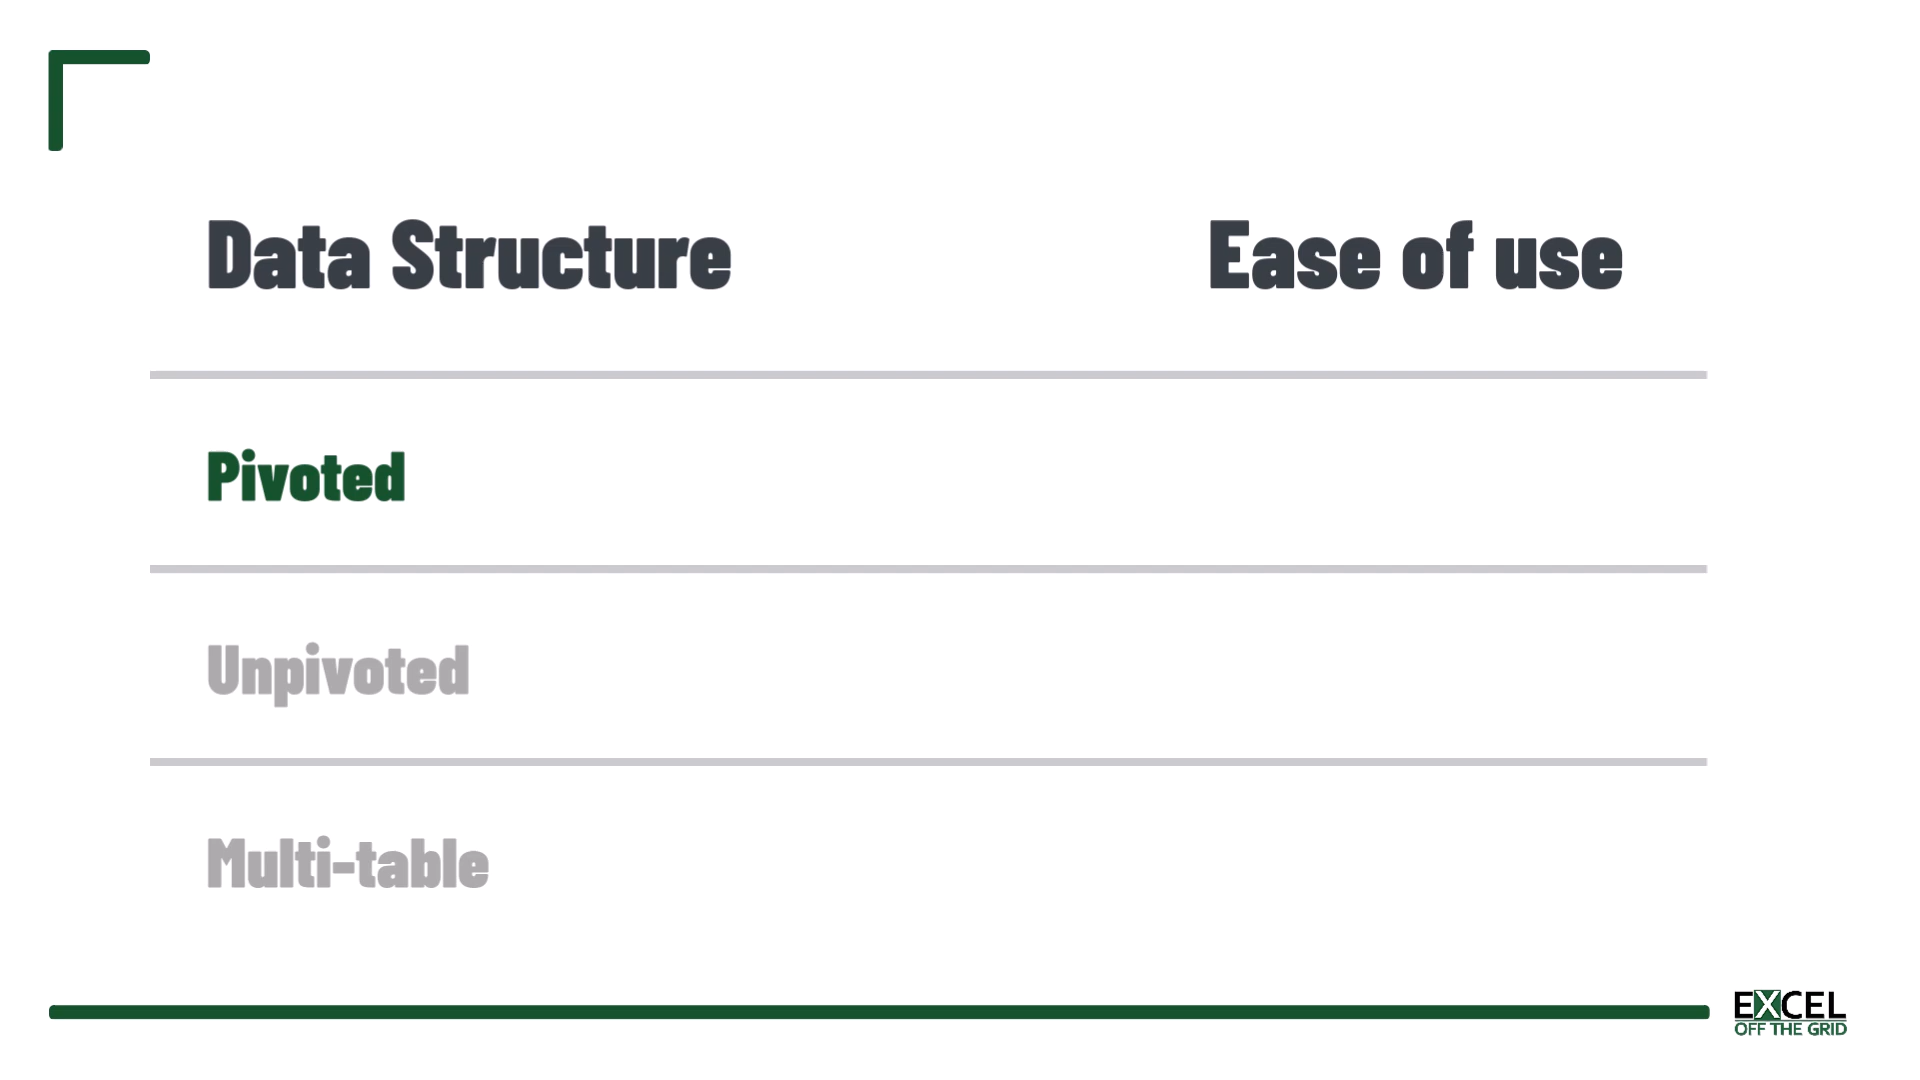 Data Structure
Ease of use
Pivoted
Unpivoted
Multi-table
EXCEL
OFF THE GRID